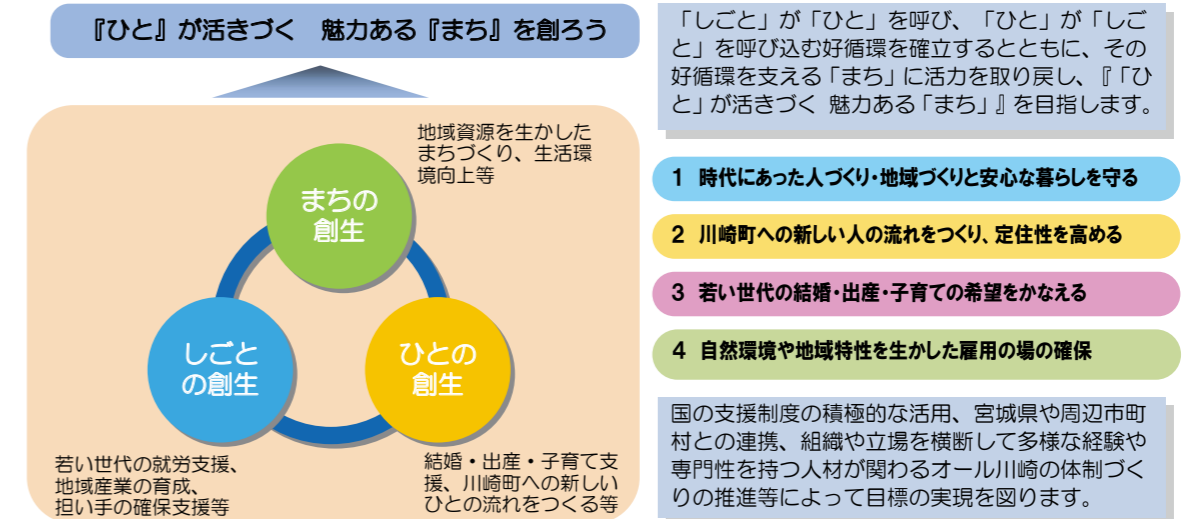 『ひと』が活きづく　魅力ある『まち』を創ろう
地域資源を生かした
まちづくり、生活環
境向上等
まちの
創生
しごと
の創生
ひとの
創生
若い世代の就労支援、
地域産業の育成、
担い手の確保支援等
結婚・出産・子育て支
援、川崎町への新しい
ひとの流れをつくる等
「しごと」が「ひと」を呼び、「ひと」が「しご
と」を呼び込む好循環を確立するとともに、その
好循環を支える「まち」に活力を取り戻し、『「ひ
と」が活きづく 魅力ある「まち」』を目指します。
1 時代にあった人づくり・地域づくりと安心な暮らしを守る
2 川崎町への新しい人の流れをつくり、定住性を高める
3 若い世代の結婚・出産・子育ての希望をかなえる
4 自然環境や地域特性を生かした雇用の場の確保
国の支援制度の積極的な活用、宮城県や周辺市町
村との連携、組織や立場を横断して多様な経験や
専門性を持つ人材が関わるオール川崎の体制づく
りの推進等によって目標の実現を図ります。